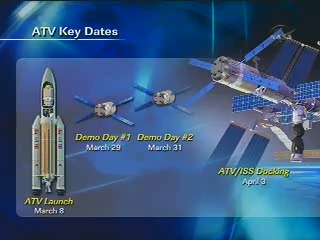 ATV Key Dates
Demo Day #1
March 29
Demo Day #2
March 31
ATV/ISS Docking
April 3
ATV Launch
March 8